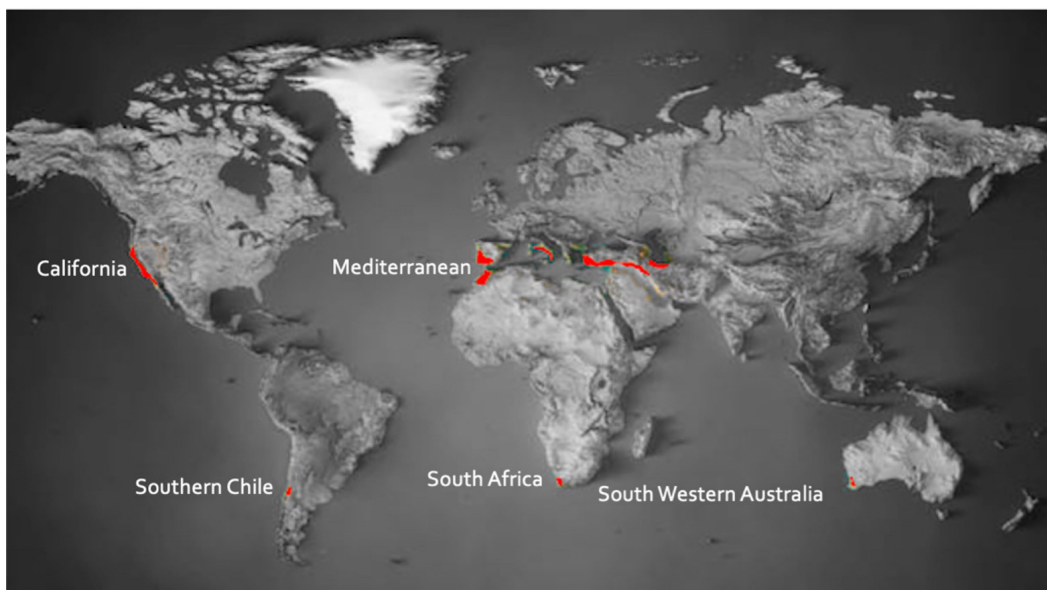 California
Mediterranean
Southern Chile
South Africa
South Western Australia